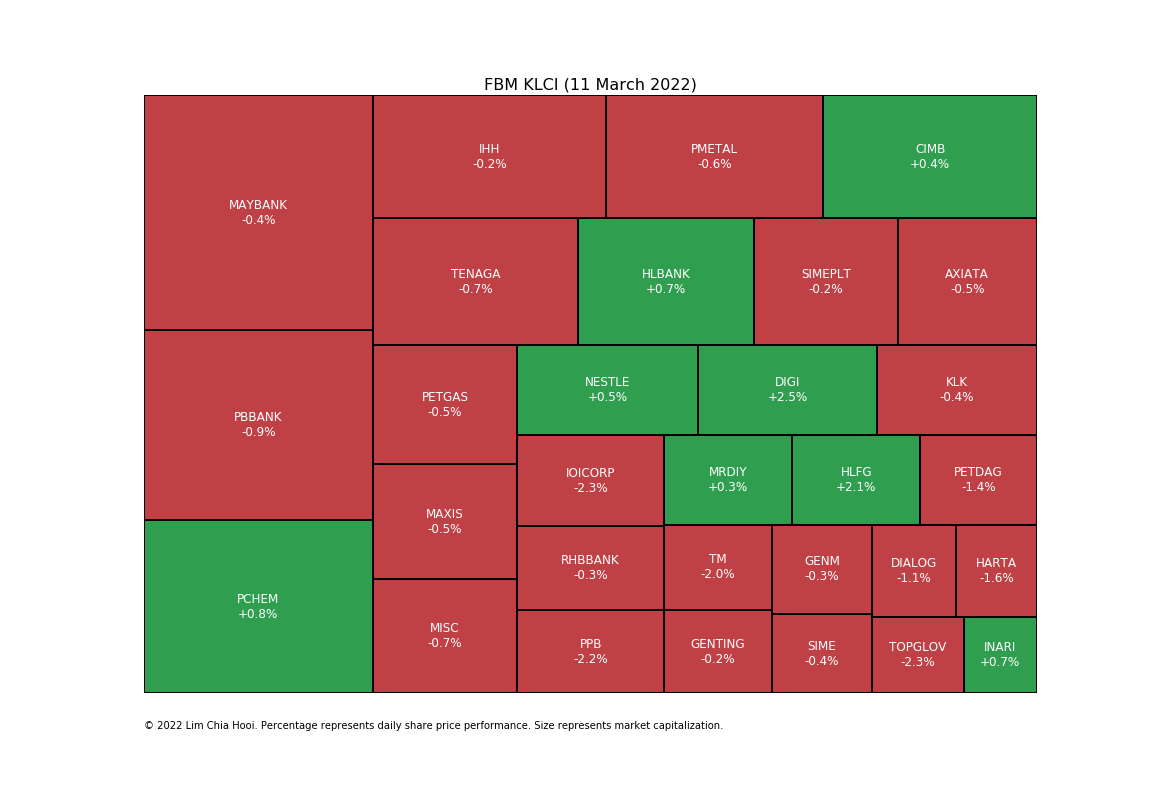 FBM KLCI (11 March 2022)
MAYBANK
-0.4%
PBBANK
-0.9%
PCHEM
+0.8%
IHH
-0.2%
PMETAL
-0.6%
CIMB
+0.4%
TENAGA
-0.7%
HLBANK
+0.7%
SIMEPLT
-0.2%
AXIATA
-0.5%
PETGAS
-0.5%
MAXIS
-0.5%
MISC
-0.7%
NESTLE
+0.5%
DIGI
+2.5%
KLK
-0.4%
IOICORP
-2.3%
RHBBANK
-0.3%
PPB
-2.2%
MRDIY
+0.3%
HLFG
+2.1%
PETDAG
-1.4%
TM
-2.0%
GENTING
-0.2%
GENM
-0.3%
SIME
-0.4%
DIALOG
-1.1%
HARTA
-1.6%
TOPGLOV
-2.3%
INARI
+0.7%
© 2022 Lim Chia Hooi. Percentage represents daily share price performance. Size represents market capitalization.